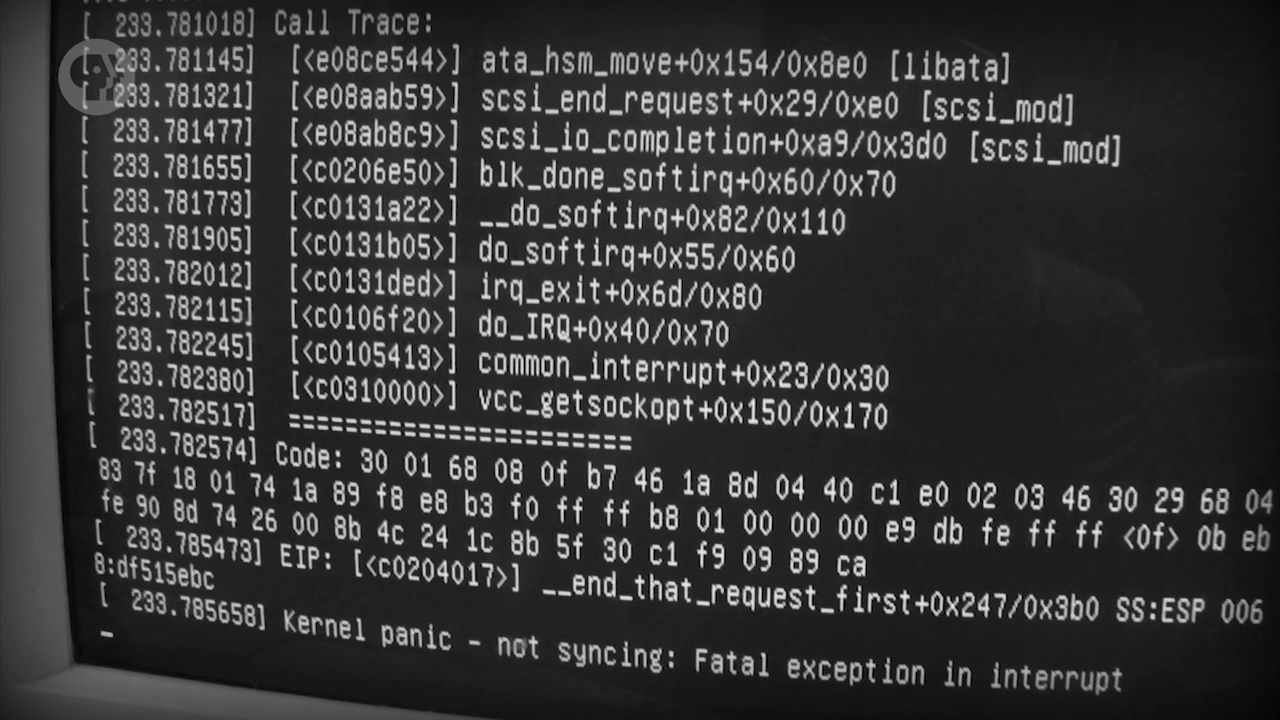 [  233.781018] Call Trace:
[  233.781145]  [<e08ce544>] ata_hsm_move+0x154/0x8e0 [libata]
[  233.781321]  [<e08aab59>] scsi_end_request+0x29/0xe0 [scsi_mod]
[  233.781477]  [<e08ab8c9>] scsi_io_completion+0xa9/0x3d0 [scsi_mod]
[  233.781655]  [<c0206e50>] blk_done_softirq+0x60/0x70
[  233.781773]  [<c0131a22>] __do_softirq+0x82/0x110
[  233.781905]  [<c0131b05>] do_softirq+0x55/0x60
[  233.782012]  [<c0131ded>] irq_exit+0x6d/0x80
[  233.782115]  [<c0106f20>] do_IRQ+0x40/0x70
[  233.782245]  [<c0105413>] common_interrupt+0x23/0x30
[  233.782380]  [<c0310000>] vcc_getsockopt+0x150/0x170
[  233.782517]  =======================
[  233.782574] Code: 30 01 68 08 0f b7 46 1a 8d 04 40 c1 e0 02 03 46 30 29 68 04
83 7f 18 01 74 1a 89 f8 e8 b3 f0 ff ff b8 01 00 00 00 e9 db fe ff ff <0f> 0b eb
fe 90 8d 74 26 00 8b 4c 24 1c 8b 5f 30 c1 f9 09 89 ca
[  233.785473] EIP: [<c0204017>] __end_that_request_first+0x247/0x3b0 SS:ESP 006
8:df515ebc
[  233.785658] Kernel panic - not syncing: Fatal exception in interrupt